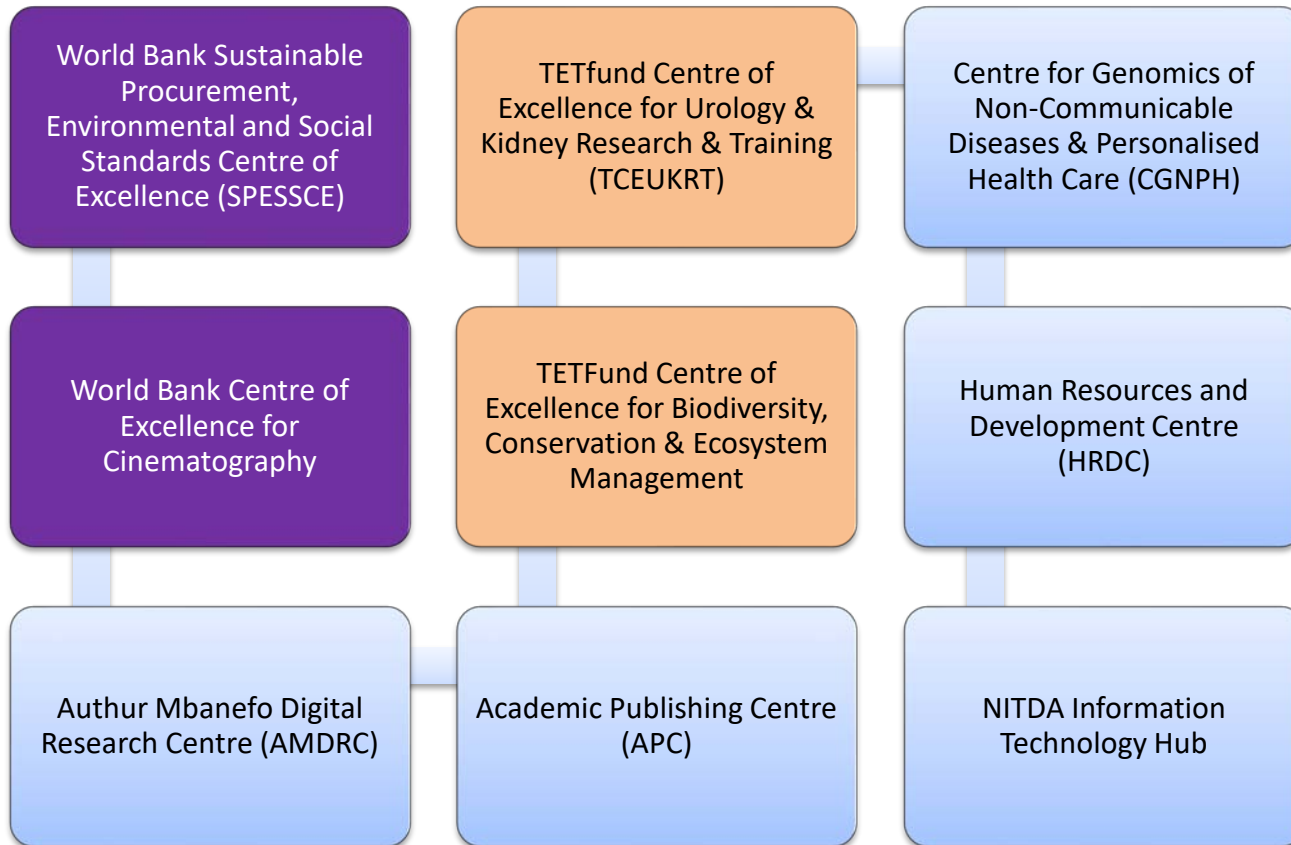 World Bank Sustainable
Procurement,
Environmental and Social
Standards Centre of
Excellence (SPESSCE)
World Bank Centre of
Excellence for
Cinematography
Authur Mbanefo Digital
Research Centre (AMDRC)
Academic Publishing Centre
(APC)
TETFund Centre of
Excellence for Biodiversity,
Conservation & Ecosystem
Management
TETfund Centre of
Excellence for Urology &
Kidney Research & Training
(TCEUKRT)
Centre for Genomics of
Non-Communicable
Diseases & Personalised
Health Care (CGNPH)
Human Resources and
Development Centre
(HRDC)
NITDA Information
Technology Hub